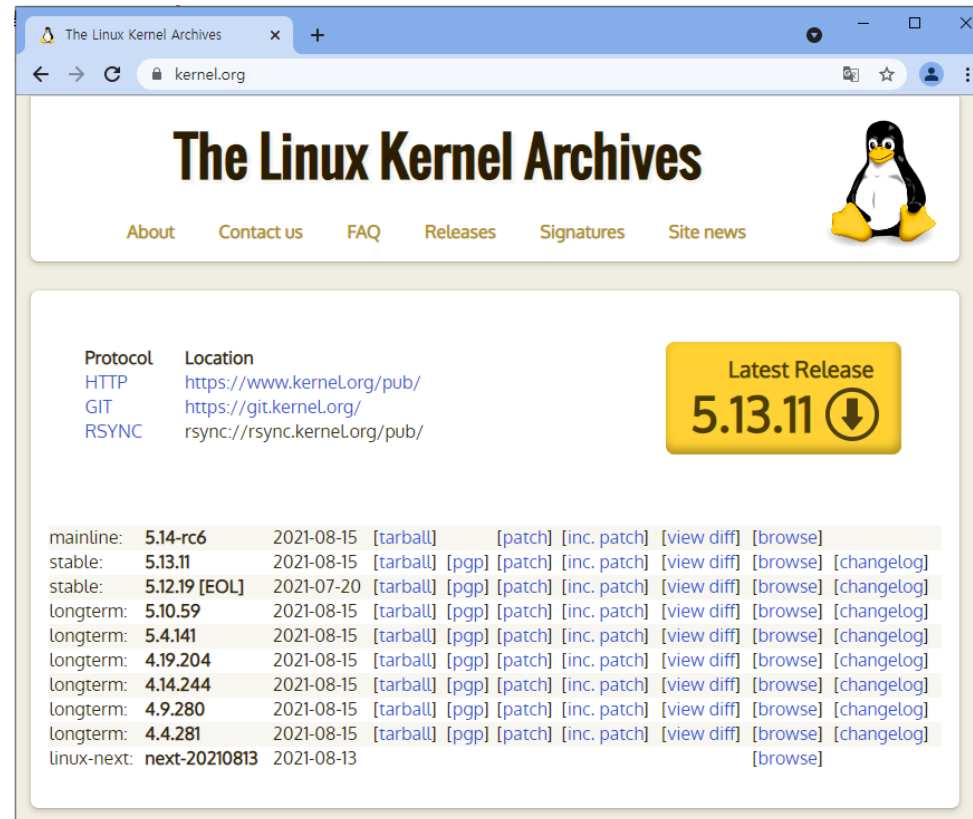 The Linux Kernel Archives
kernel.org
The Linux Kernel Archives
About Contact us FAQ Releases Signatures Site news
Protocol Location
HTTP https://www.kernel.org/pub/
GIT https://git.kernel.org/
RSYNC rsync://rsync.kernel.org/pub/
Latest Release
5.13.11
mainline: 5.14-rc6 2021-08-15 [tarball] [patch] [inc. patch] [view diff] [browse]
stable: 5.13.11 2021-08-15 [tarball] [pgp] [patch] [inc. patch] [view diff] [browse] [changelog]
stable: 5.12.19 [EOL] 2021-07-20 [tarball] [pgp] [patch] [inc. patch] [view diff] [browse] [changelog]
longterm: 5.10.59 2021-08-15 [tarball] [pgp] [patch] [inc. patch] [view diff] [browse] [changelog]
longterm: 5.4.141 2021-08-15 [tarball] [pgp] [patch] [inc. patch] [view diff] [browse] [changelog]
longterm: 4.19.204 2021-08-15 [tarball] [pgp] [patch] [inc. patch] [view diff] [browse] [changelog]
longterm: 4.14.244 2021-08-15 [tarball] [pgp] [patch] [inc. patch] [view diff] [browse] [changelog]
longterm: 4.9.280 2021-08-15 [tarball] [pgp] [patch] [inc. patch] [view diff] [browse] [changelog]
longterm: 4.4.281 2021-08-15 [tarball] [pgp] [patch] [inc. patch] [view diff] [browse] [changelog]
linux-next: next-20210813 2021-08-13 [browse]